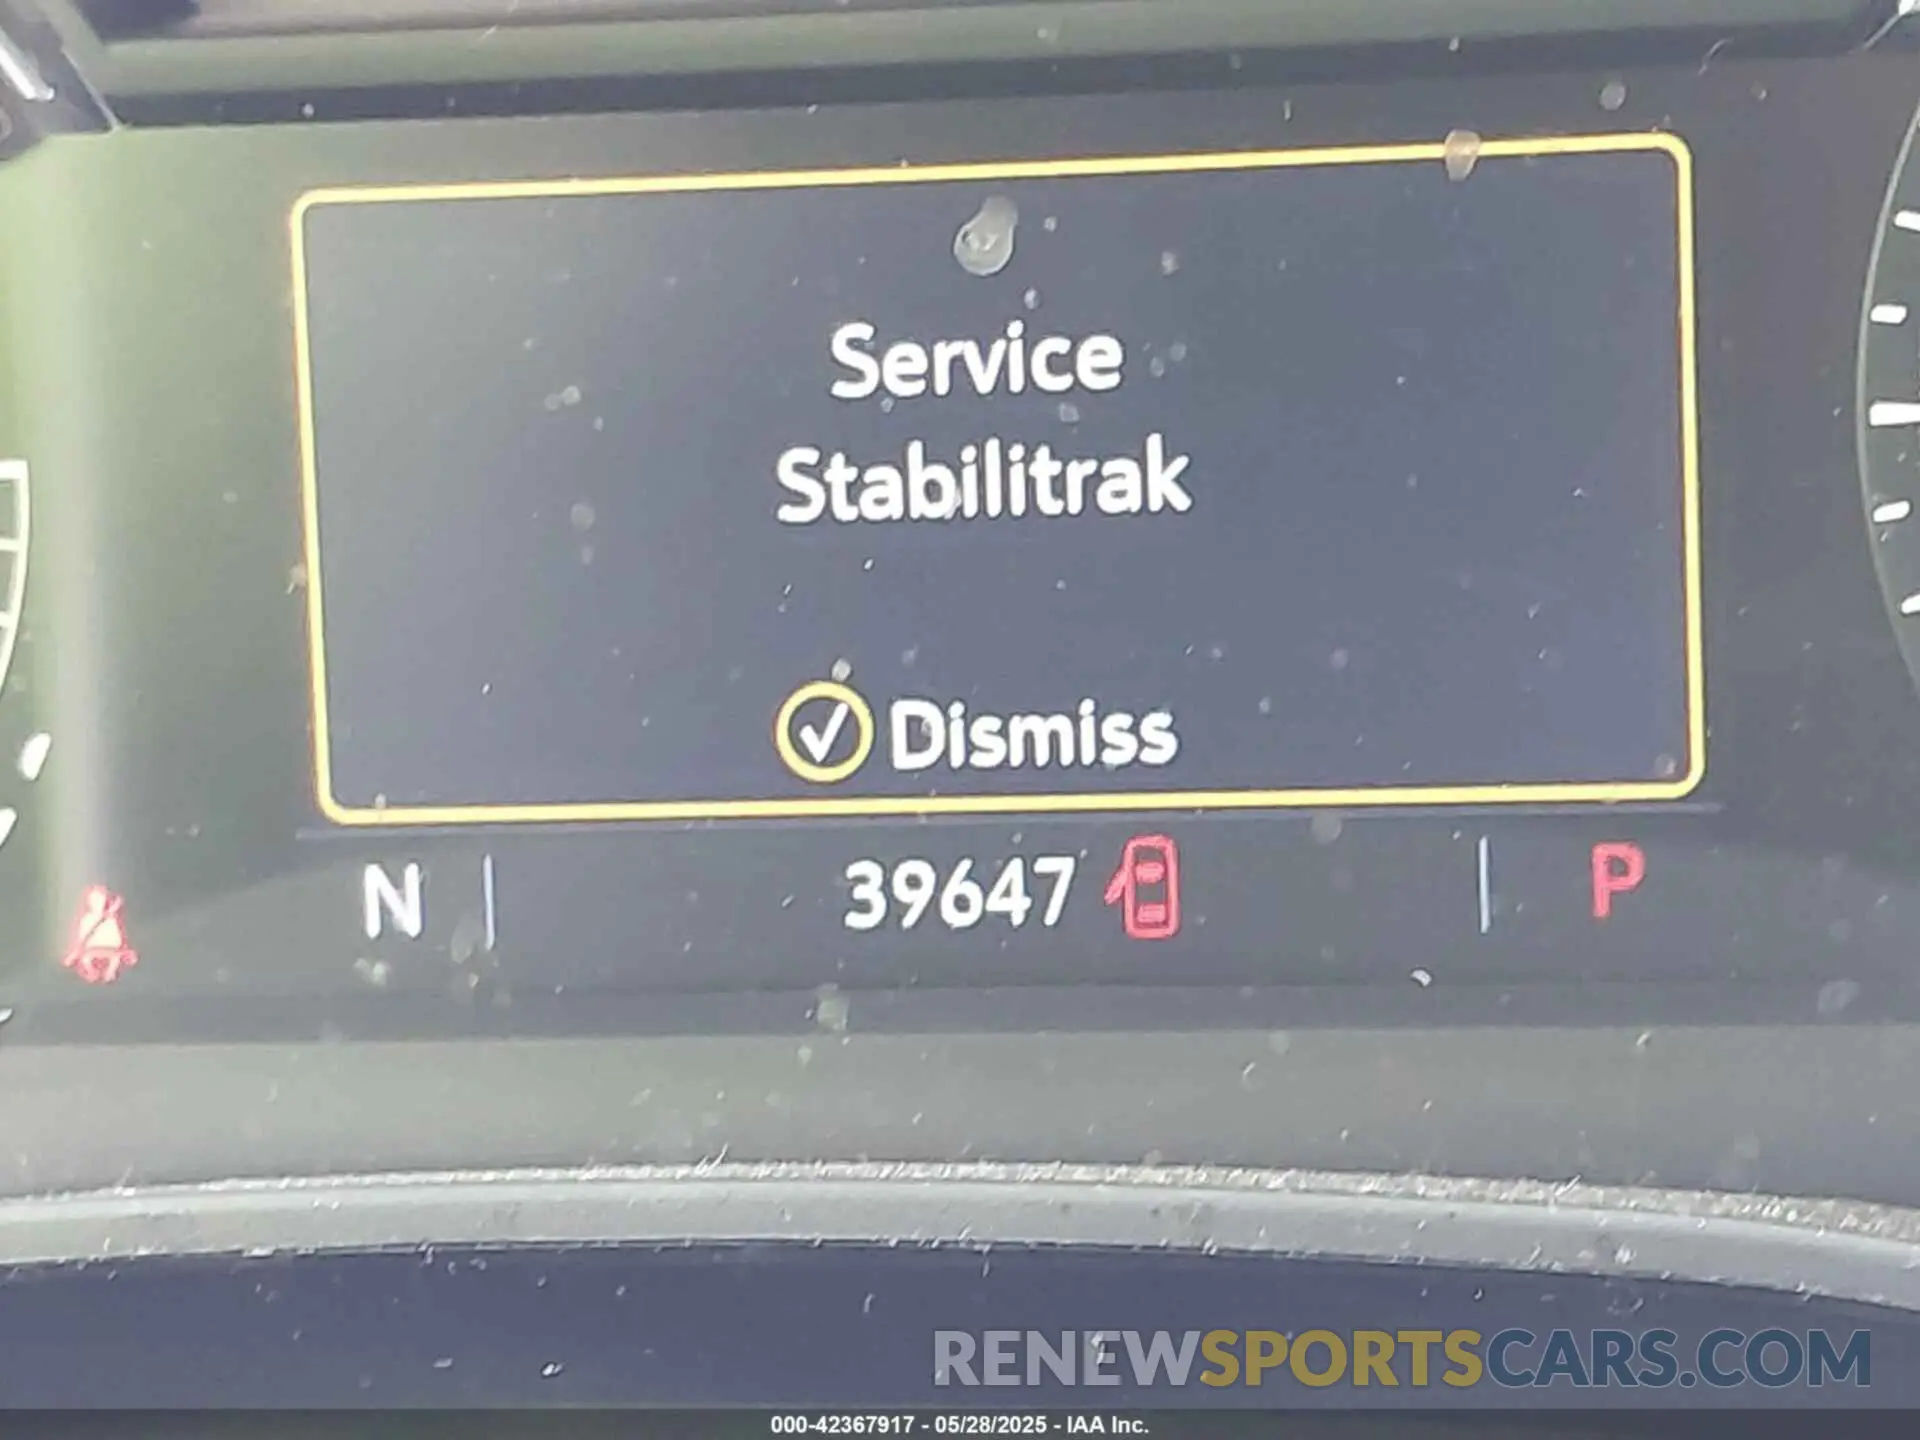 Service
Stabilitrak
Dismiss
N 39647 P
RENEWSPORTSCARS.COM
000-42367917 - 05/28/2025 - IAA Inc.